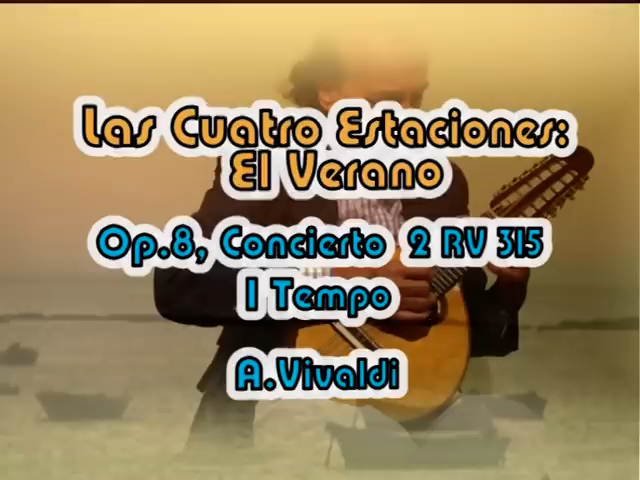 Las Cuatro Estaciones:
El Verano
Op.8, Concierto 2 RV 315
I Tempo
A.Vivaldi